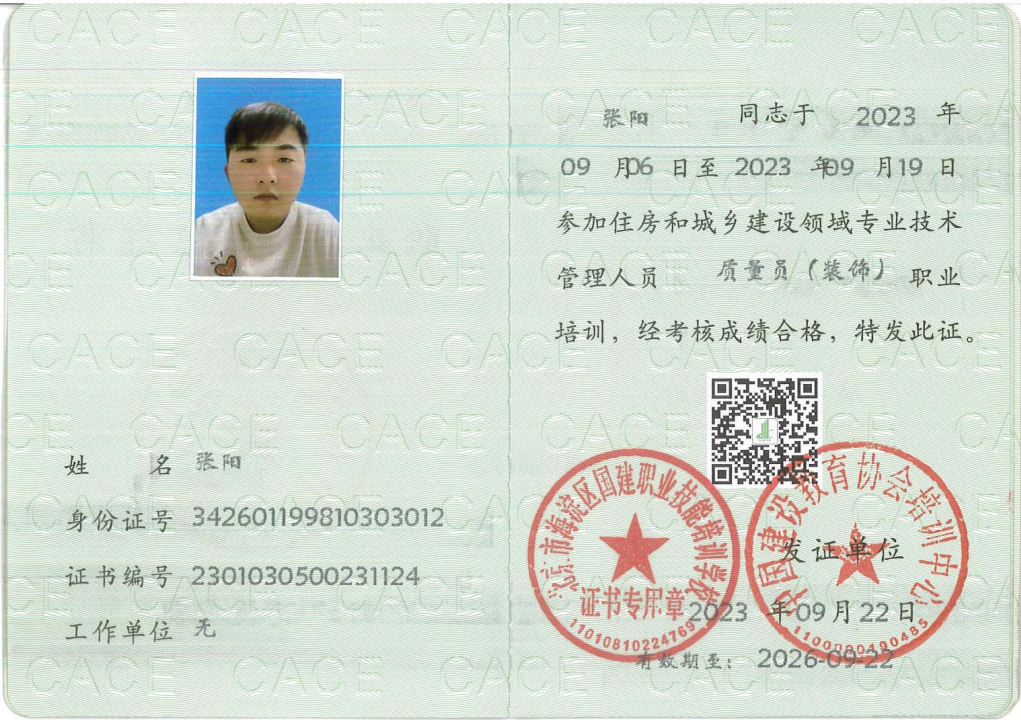 张阳 同志于 2023 年
09 月06 日至 2023 年09 月19 日
参加住房和城乡建设领域专业技术
管理人员 质量员（装饰） 职业
培训，经考核成绩合格，特发此证。
姓 名 张阳
身份证号 342601199810303012
证书编号 2301030500231124
工作单位 无
北京市海淀区国建职业技能培训学校
证书专用章
11010810224769
中国建设教育协会培训中心
1100000190485
发证单位
2023 年09月22日
有效期至： 2026-09-22
CACE